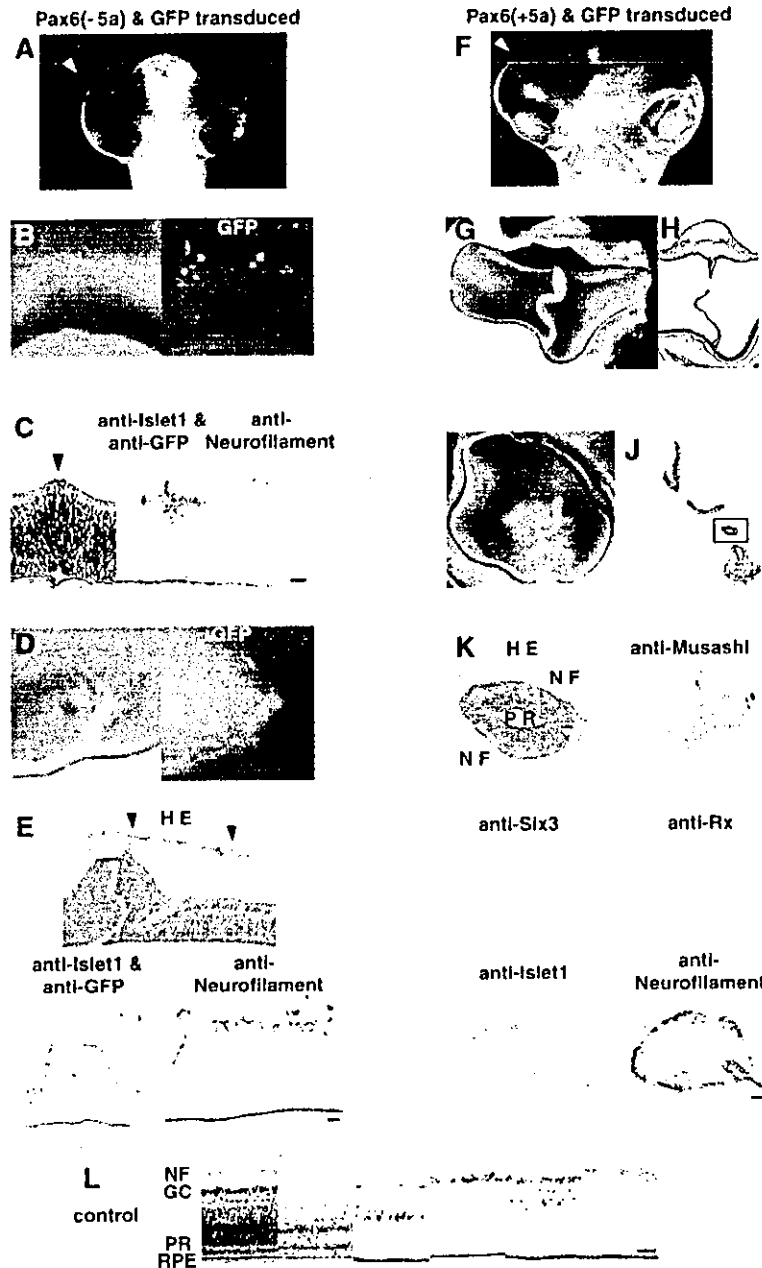 Pax6(-5a) & GFP transduced
Pax6(+5a) & GFP transduced
A
F
B
GFP
G
H
C
anti-Islet1 &
anti-GFP
anti-
Neurofilament
J
D
GFP
K
H E
anti-Musashi
N F
P R
N F
E
H E
anti-Six3
anti-Rx
anti-Islet1 &
anti-GFP
anti-
Neurofilament
anti-Islet1
anti-
Neurofilament
L
control
NF
GC
PR
RPE